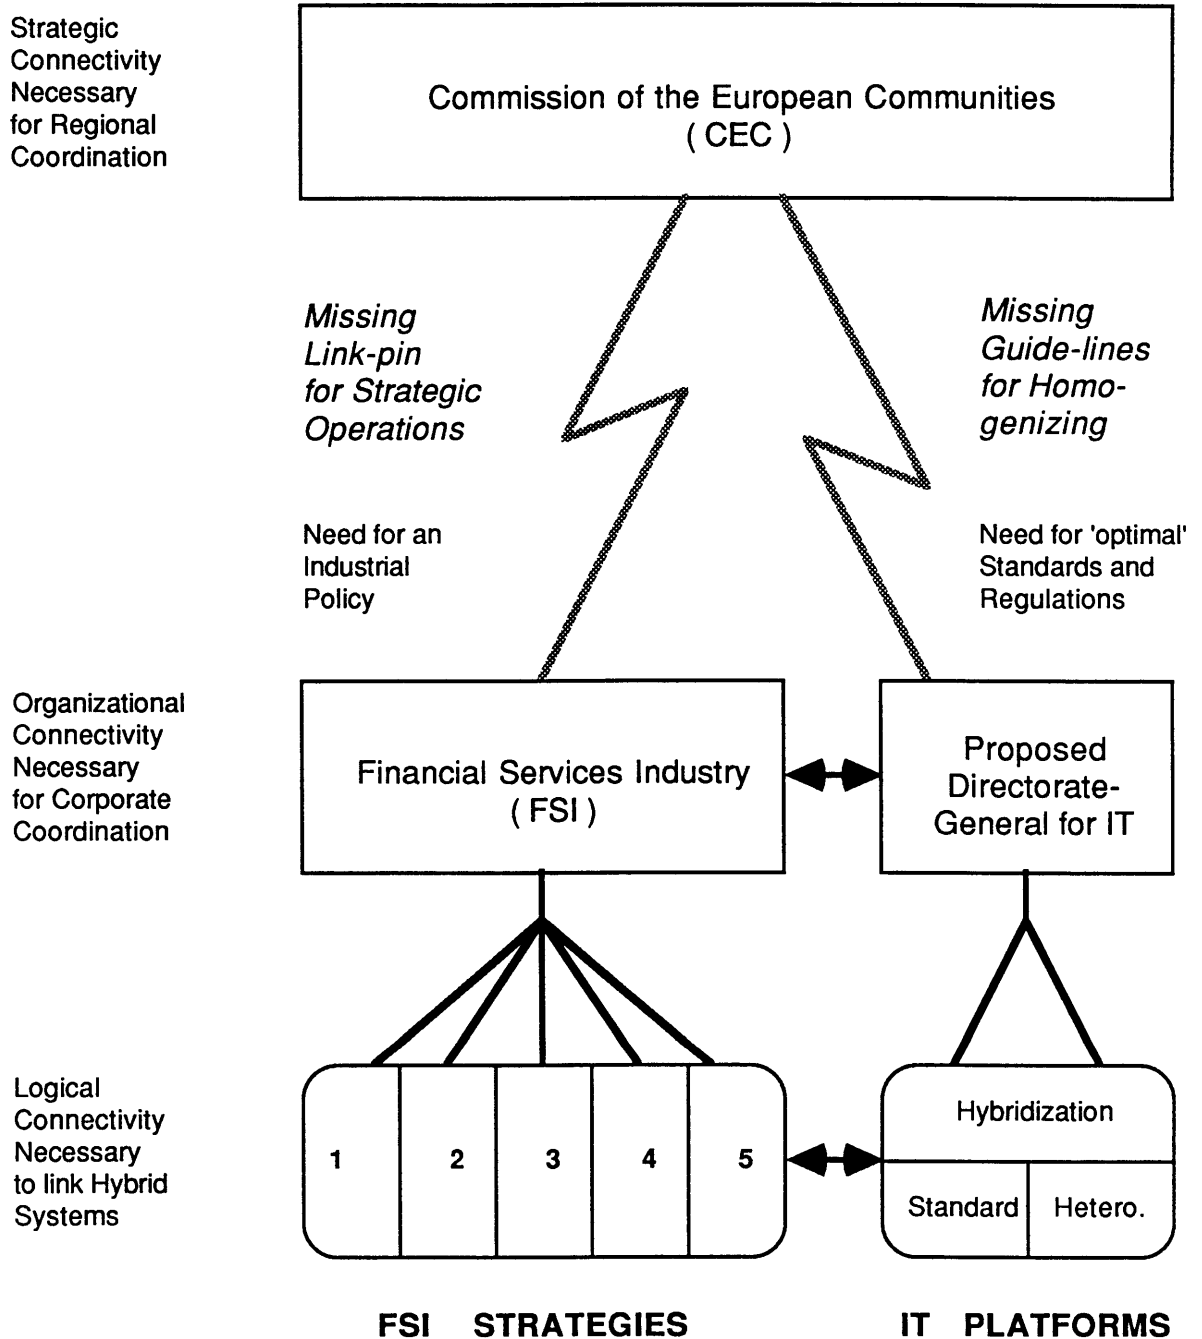 Strategic
Connectivity
Necessary
for Regional
Coordination
Commission of the European Communities
( CEC )
Missing
Link-pin
for Strategic
Operations
Missing
Guide-lines
for Homo-
genizing
Need for an
Industrial
Policy
Need for 'optimal'
Standards and
Regulations
Organizational
Connectivity
Necessary
for Corporate
Coordination
Financial Services Industry
( FSI )
Proposed
Directorate-
General for IT
Logical
Connectivity
Necessary
to link Hybrid
Systems
1 2 3 4 5
Hybridization
Standard Hetero.
FSI STRATEGIES IT PLATFORMS